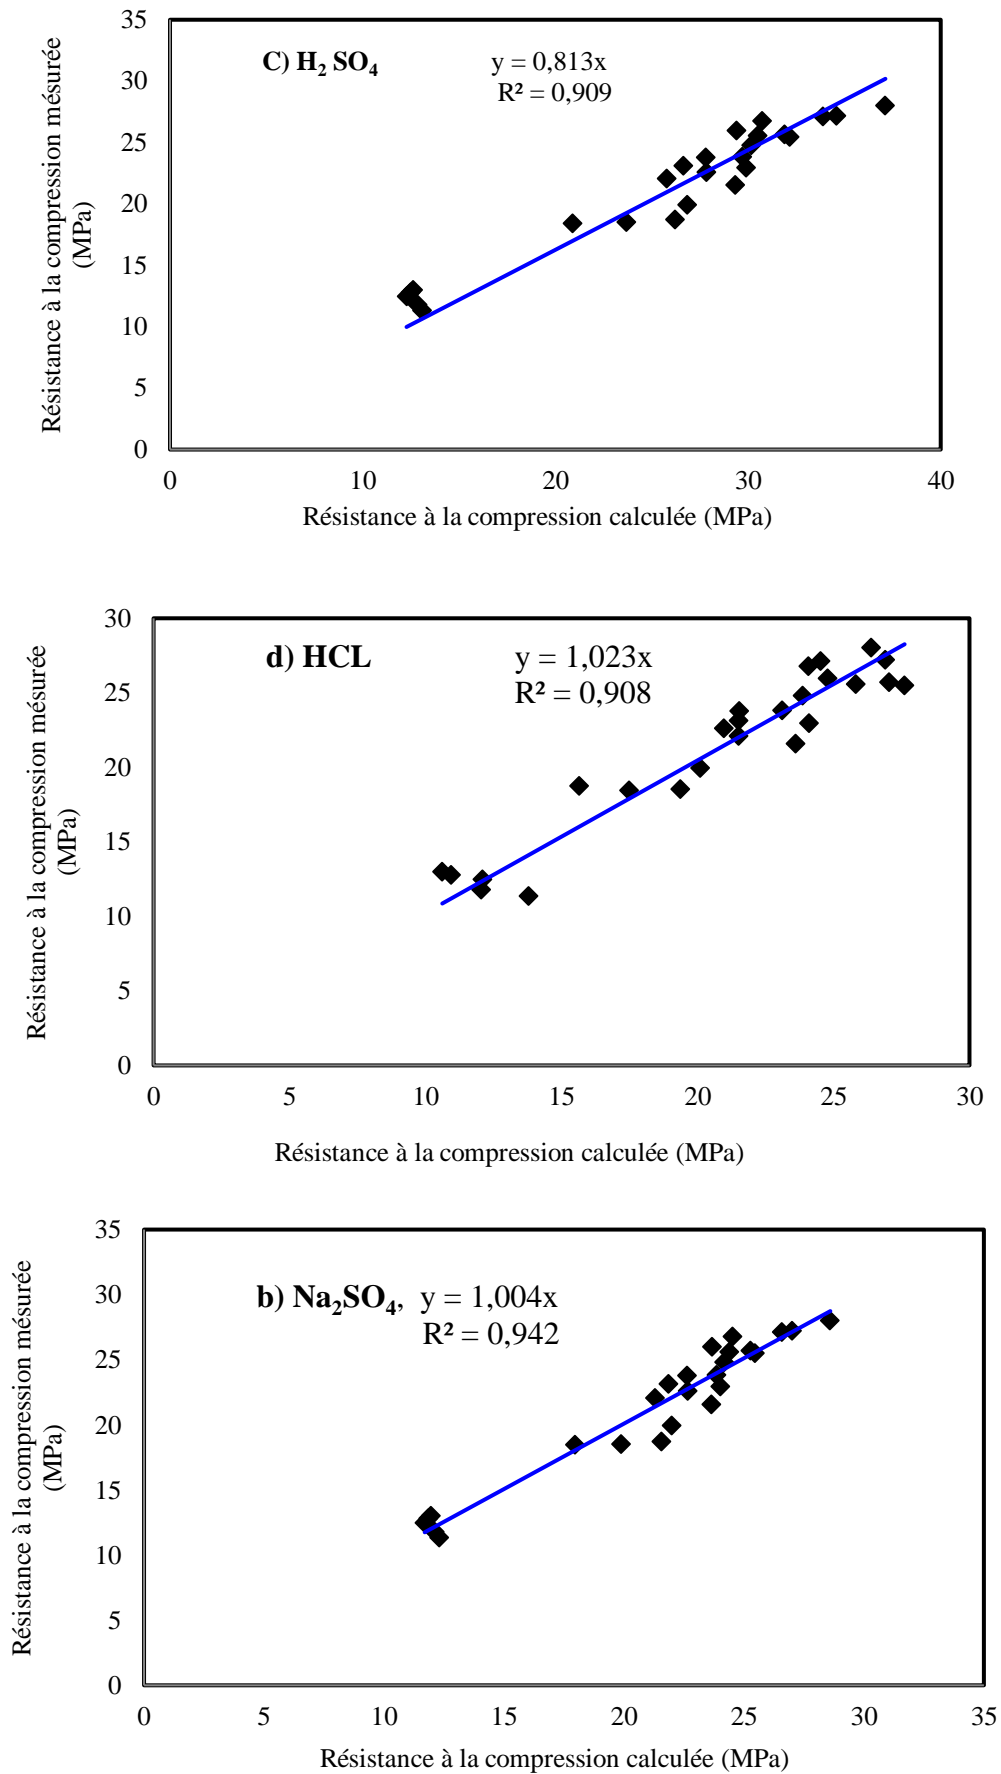 35
30
25
20
15
10
5
0
Résistance à la compression mésurée
(MPa)
C) H₂ SO₄
y = 0,813x
R² = 0,909
0 10 20 30 40
Résistance à la compression calculée (MPa)
30
25
20
15
10
5
0
Résistance à la compression mésurée
(MPa)
d) HCL
y = 1,023x
R² = 0,908
0 5 10 15 20 25 30
Résistance à la compression calculée (MPa)
35
30
25
20
15
10
5
0
Résistance à la compression mésurée
(MPa)
b) Na₂SO₄, y = 1,004x
R² = 0,942
0 5 10 15 20 25 30 35
Résistance à la compression calculée (MPa)